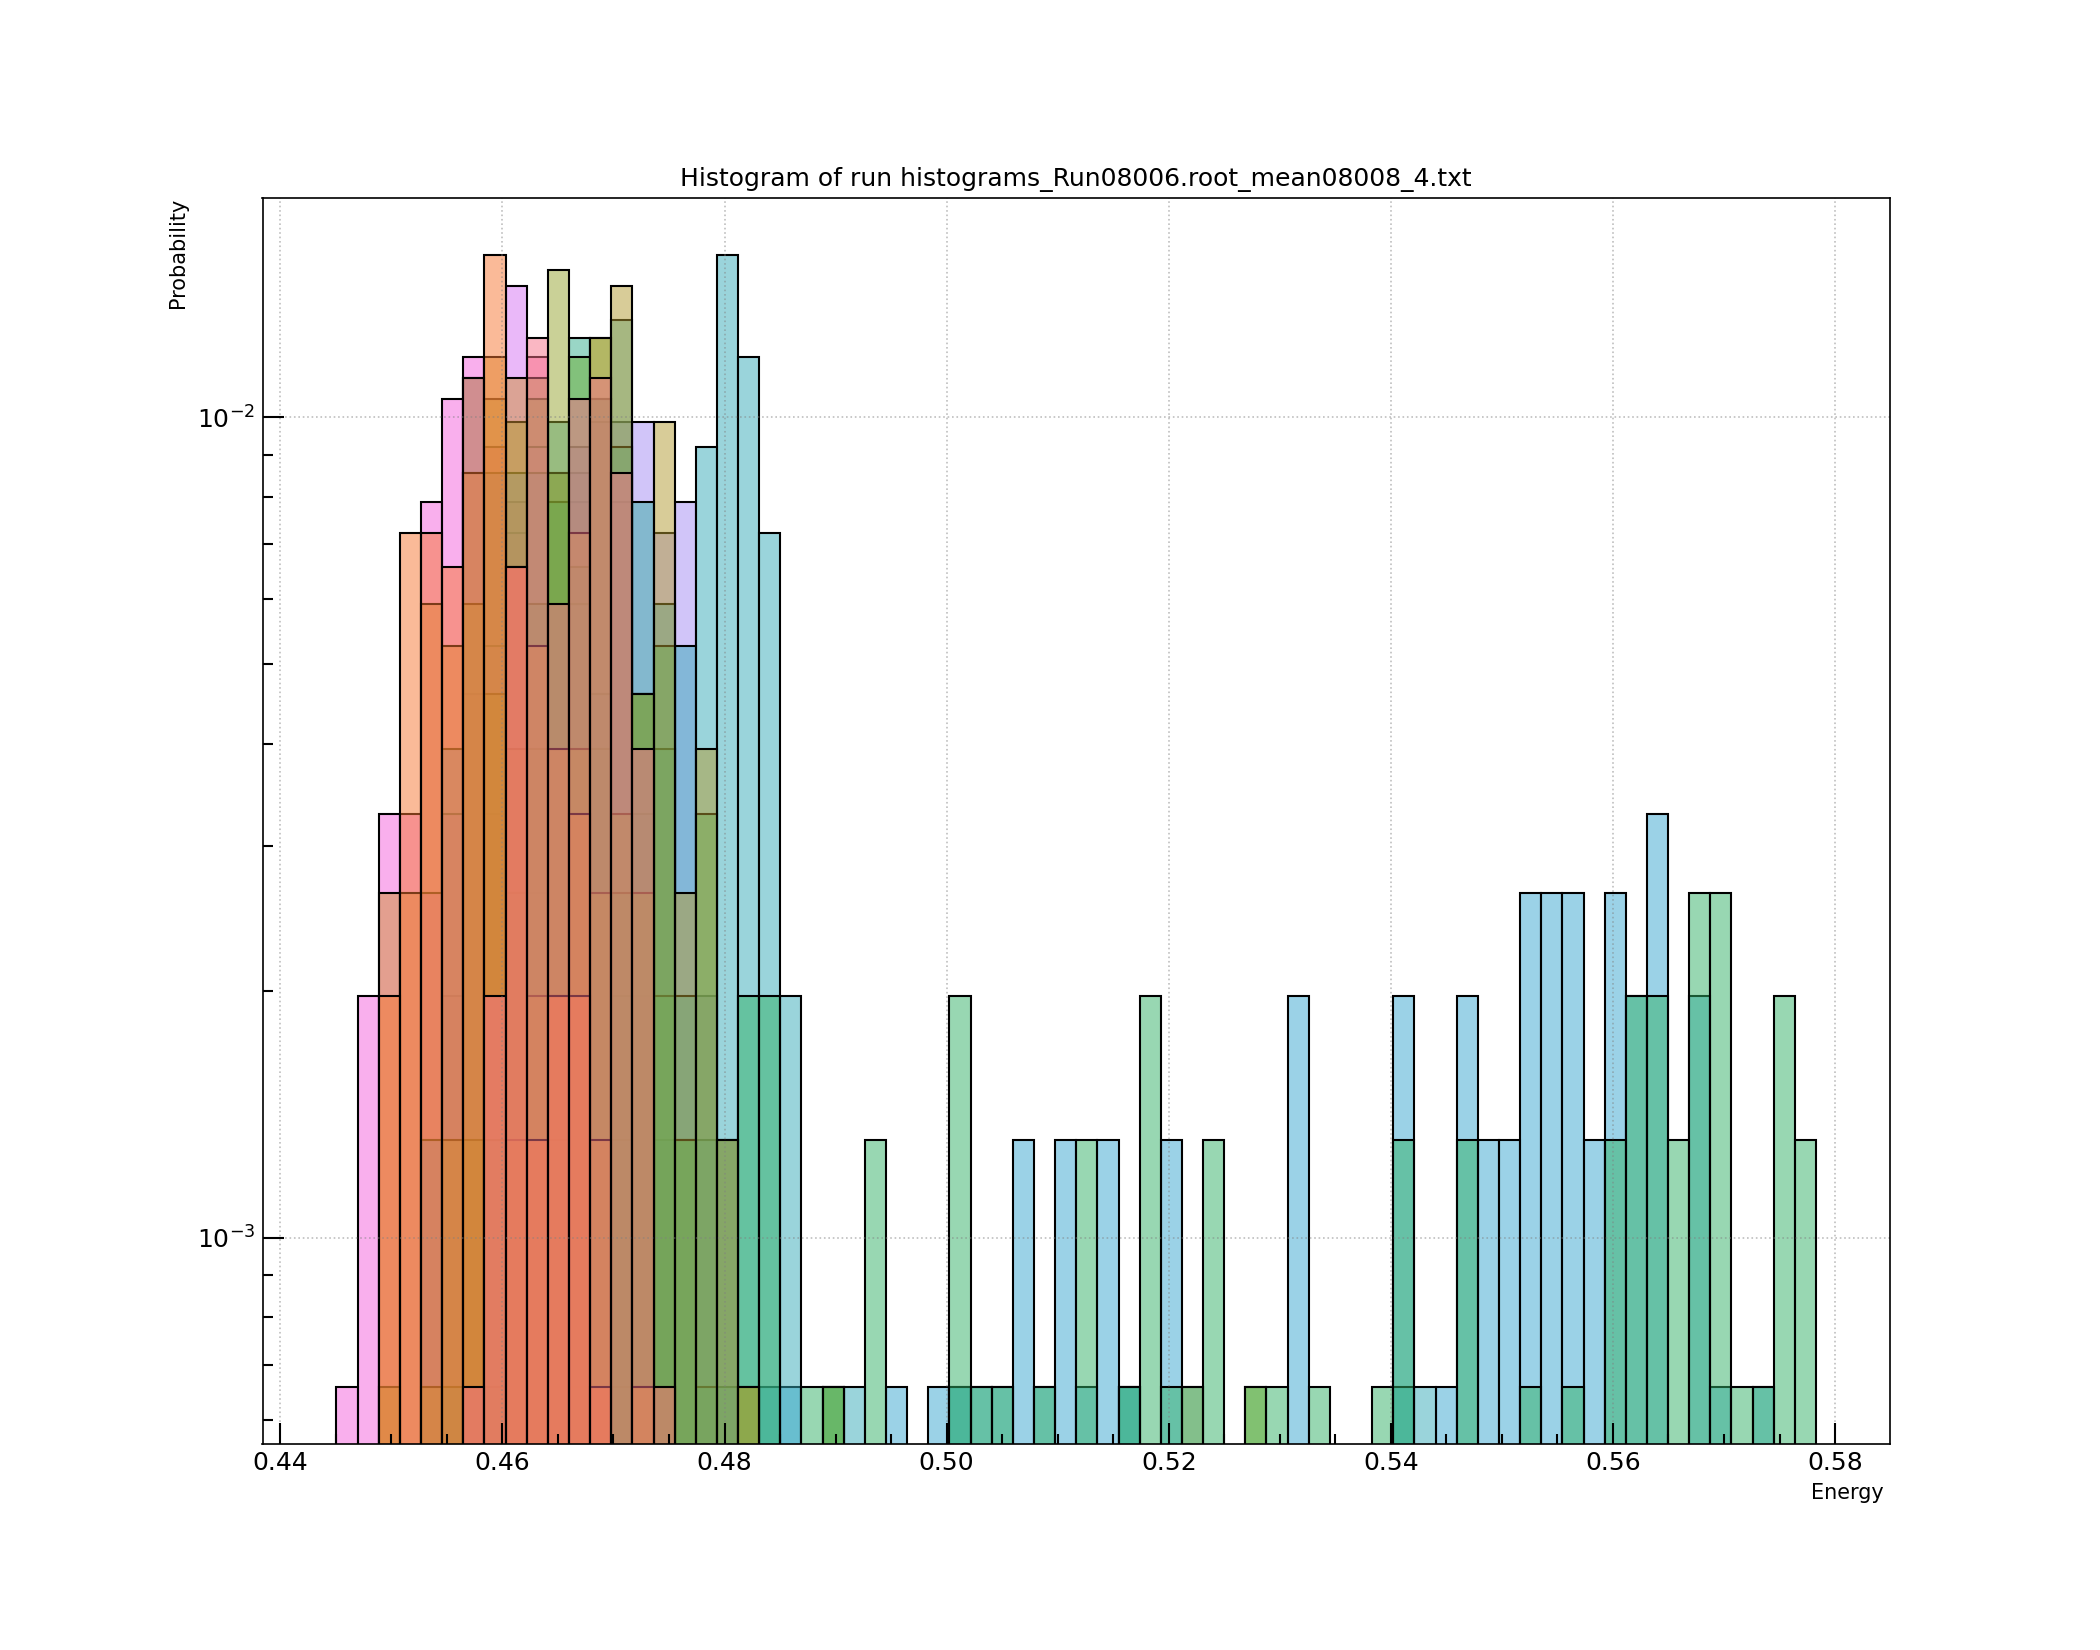 Histogram of run histograms_Run08006.root_mean08008_4.txt
Probability
10⁻²
10⁻³
0.44 0.46 0.48 0.50 0.52 0.54 0.56 0.58
Energy